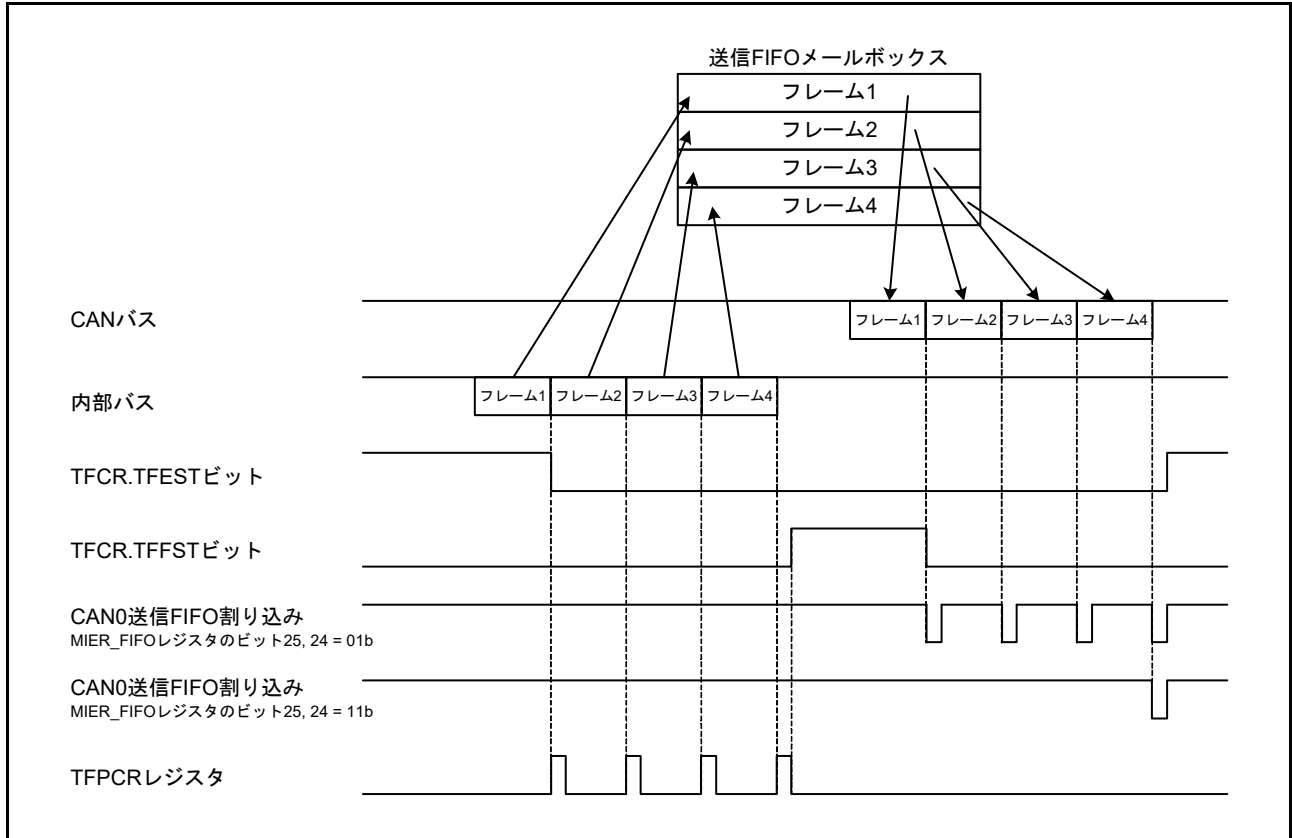 送信FIFOメールボックス
フレーム1
フレーム2
フレーム3
フレーム4
CANバス
フレーム1 フレーム2 フレーム3 フレーム4
内部バス
フレーム1 フレーム2 フレーム3 フレーム4
TFCR.TFESTビット
TFCR.TFFSTビット
CAN0送信FIFO割り込み
MIER_FIFOレジスタのビット25, 24 = 01b
CAN0送信FIFO割り込み
MIER_FIFOレジスタのビット25, 24 = 11b
TFPCRレジスタ